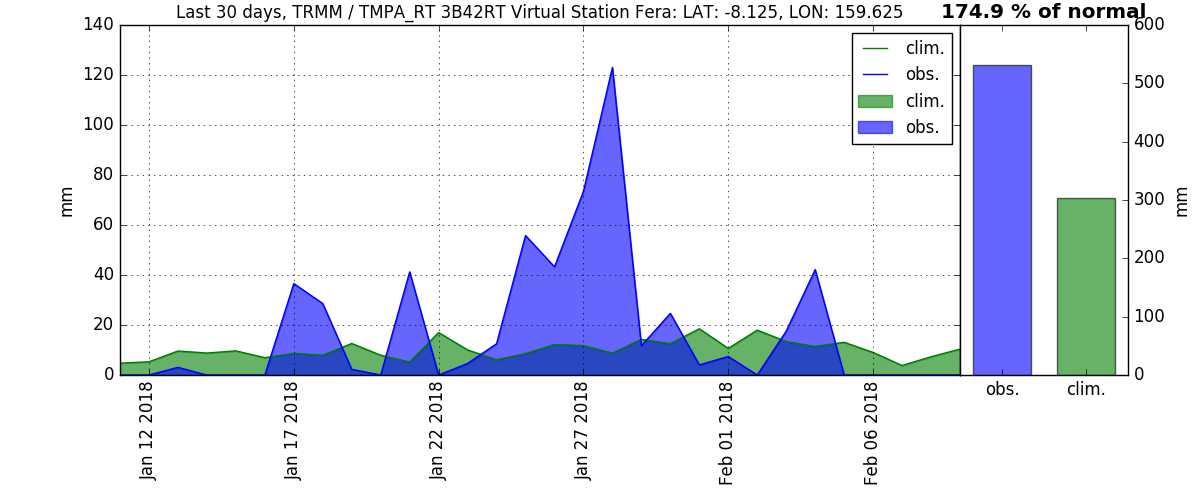 Last 30 days, TRMM / TMPA_RT 3B42RT Virtual Station Fera: LAT: -8.125, LON: 159.625
174.9 % of normal
140
120
100
80
60
40
20
0
mm
Jan 12 2018
Jan 17 2018
Jan 22 2018
Jan 27 2018
Feb 01 2018
Feb 06 2018
clim.
obs.
clim.
obs.
600
500
400
300
200
100
0
mm
obs. clim.